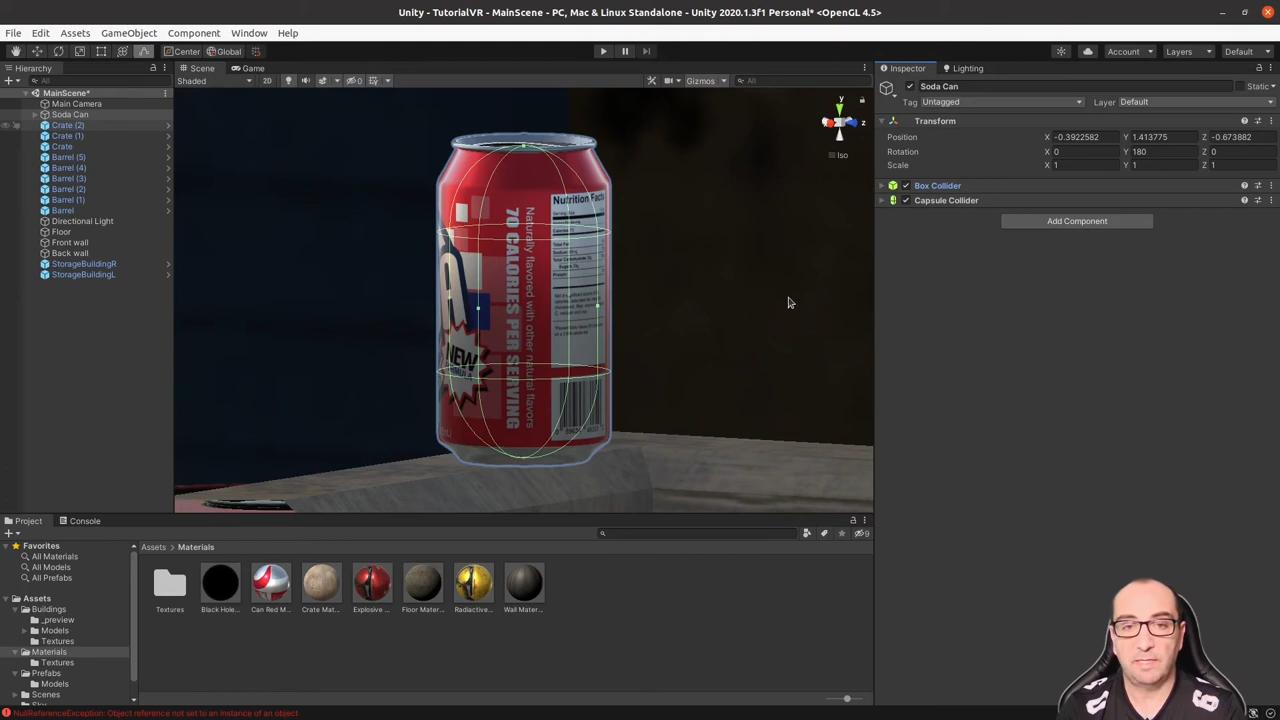 Unity - TutorialVR - MainScene - PC, Mac & Linux Standalone - Unity 2020.1.3f1 Personal* <OpenGL 4.5>
File Edit Assets GameObject Component Window Help
Center Global Account Layers Default
Hierarchy Scene Game Inspector Lighting
All Shaded 2D 0 Gizmos All
MainScene*
Main Camera
Soda Can
Crate (2)
Crate (1)
Crate
Barrel (5)
Barrel (4)
Barrel (3)
Barrel (2)
Barrel (1)
Barrel
Directional Light
Floor
Front wall
Back wall
StorageBuildingR
StorageBuildingL
y
z
Iso
Nutrition Facts
Naturally flavored with other natural flavors
70 CALORIES PER SERVING
NEW
Soda Can Static
Tag Untagged Layer Default
Transform
Position X -0.3922582 Y 1.413775 Z -0.673882
Rotation X 0 Y 180 Z 0
Scale X 1 Y 1 Z 1
Box Collider
Capsule Collider
Add Component
Project Console
9
Favorites
All Materials
All Models
All Prefabs
Assets
Buildings
_preview
Models
Textures
Materials
Textures
Prefabs
Models
Scenes
Assets > Materials
Textures Black Hole... Can Red M... Crate Mat... Explosive ... Floor Mater... Radiactive... Wall Mater...
NullReferenceException: Object reference not set to an instance of an object